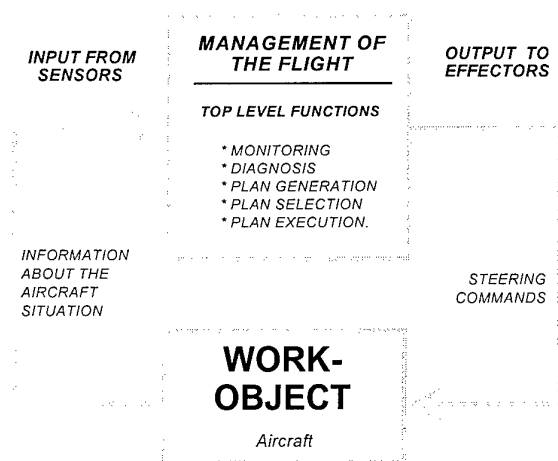 INPUT FROM
SENSORS
MANAGEMENT OF
THE FLIGHT
TOP LEVEL FUNCTIONS
* MONITORING
* DIAGNOSIS
* PLAN GENERATION
* PLAN SELECTION
* PLAN EXECUTION.
OUTPUT TO
EFFECTORS
INFORMATION
ABOUT THE
AIRCRAFT
SITUATION
STEERING
COMMANDS
WORK-
OBJECT
Aircraft